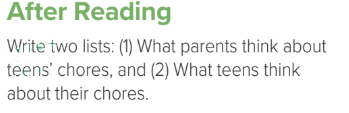 After Reading
Write two lists: (1) What parents think about
teens' chores, and (2) What teens think
about their chores.